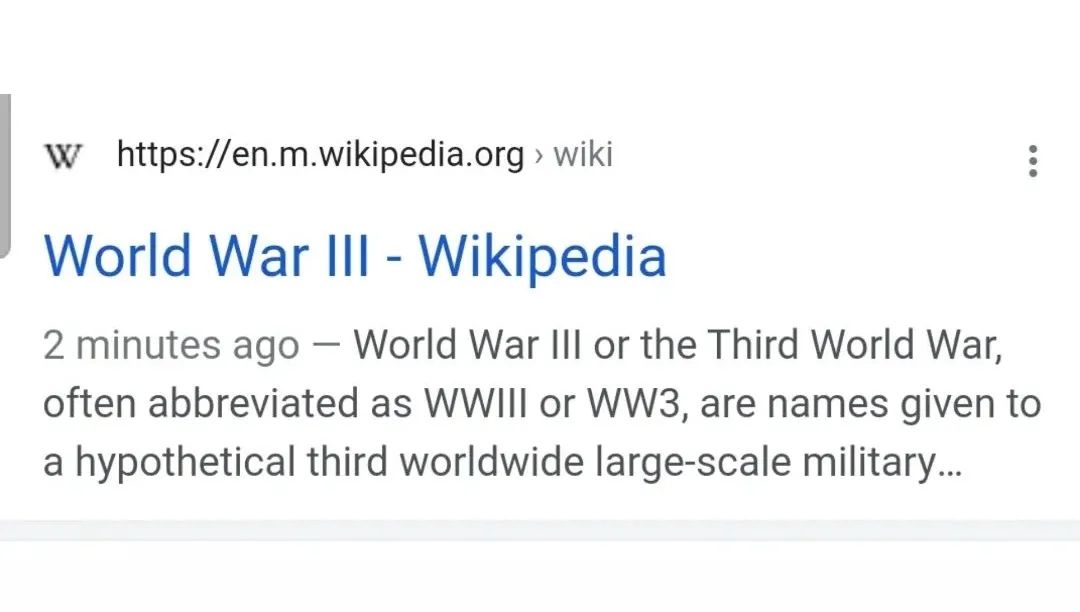 W https://en.m.wikipedia.org › wiki
World War III - Wikipedia
2 minutes ago — World War III or the Third World War,
often abbreviated as WWIII or WW3, are names given to
a hypothetical third worldwide large-scale military...